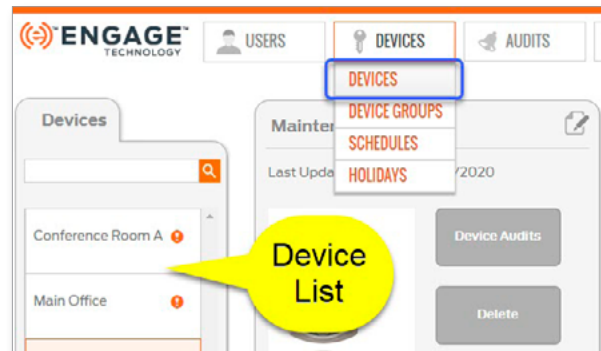 ENGAGE™
TECHNOLOGY
USERS
DEVICES
AUDITS
DEVICES
DEVICE GROUPS
SCHEDULES
HOLIDAYS
Devices
Mainte
Last Upda
/2020
Conference Room A
Device Audits
Device
List
Main Office
Delete